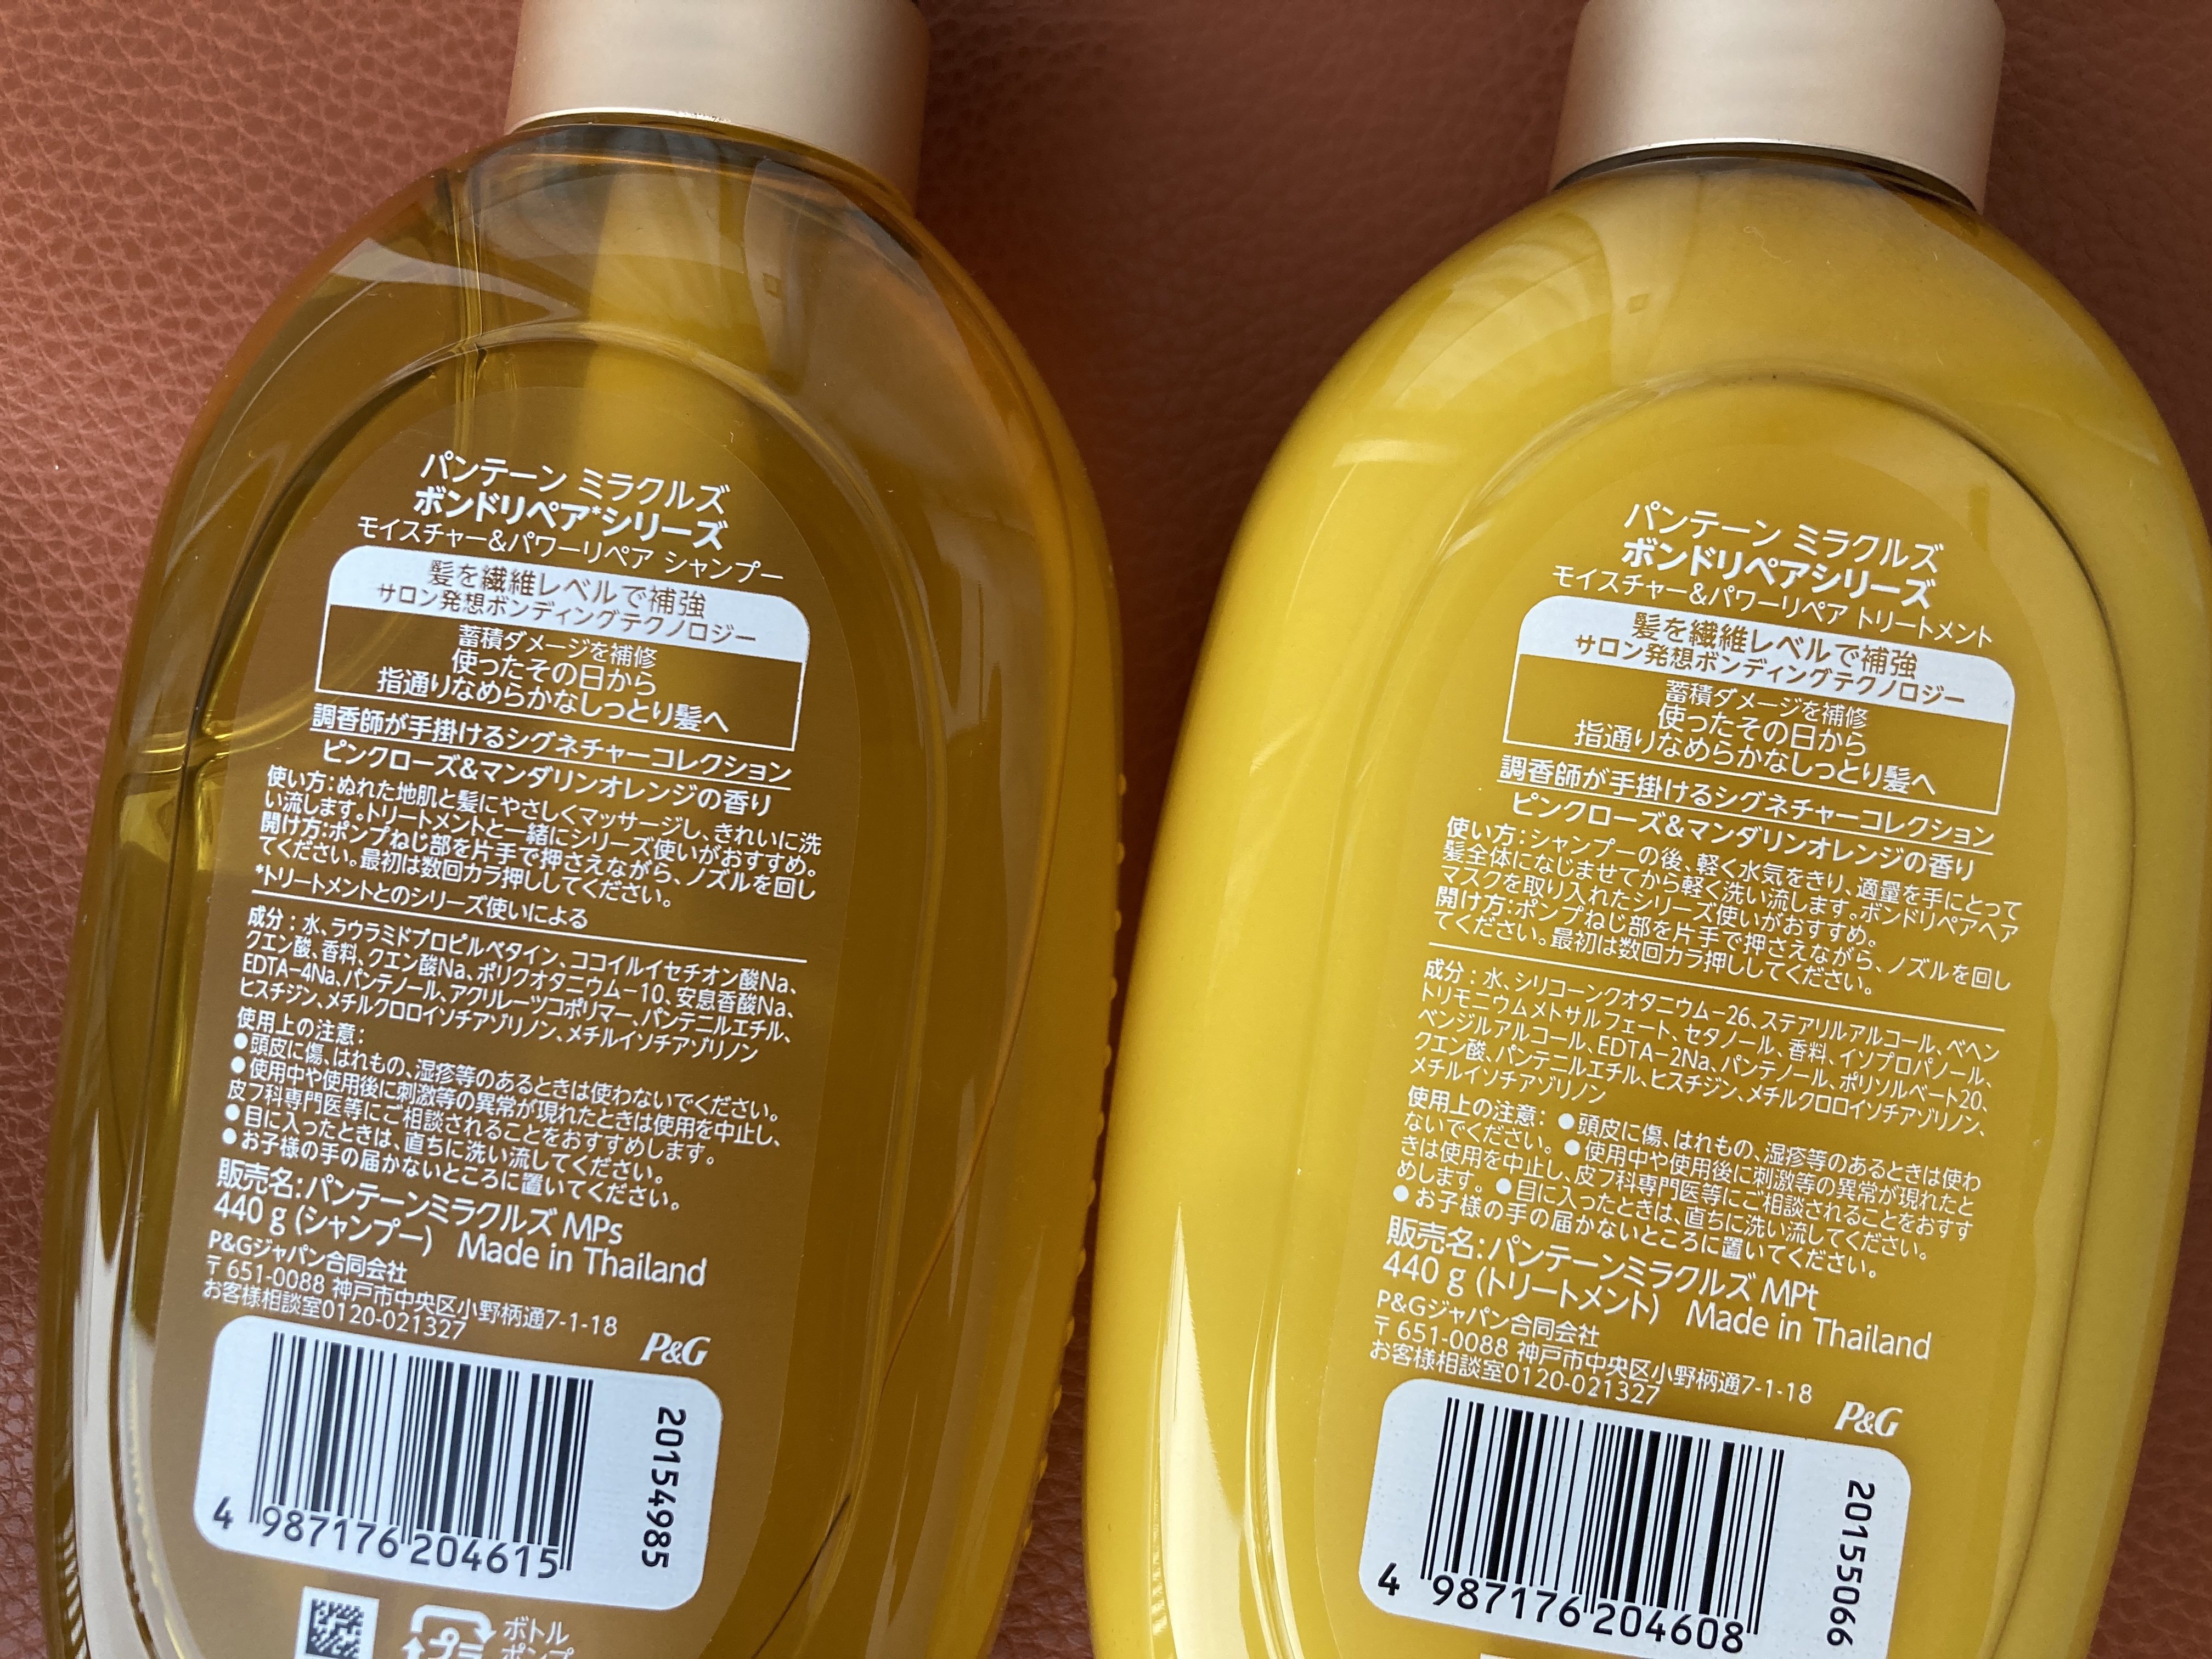 パンテーン ミラクルズ
ボンドリペア*シリーズ
モイスチャー&パワーリペア シャンプー
髪を繊維レベルで補強
サロン発想ボンディングテクノロジー
蓄積ダメージを補修
使ったその日から
指通りなめらかなしっとり髪へ
調香師が手掛けるシグネチャーコレクション
ピンクローズ&マンダリンオレンジの香り
使い方：ぬれた地肌と髪にやさしくマッサージし、きれいに洗
い流します。トリートメントと一緒にシリーズ使いがおすすめ。
開け方：ポンプねじ部を片手で押さえながら、ノズルを回し
てください。最初は数回カラ押ししてください。
*トリートメントとのシリーズ使いによる
成分：水、ラウラミドプロピルベタイン、ココイルイセチオン酸Na、
クエン酸、香料、クエン酸Na、ポリクオタニウム-10、安息香酸Na、
EDTA-4Na、パンテノール、アクリレーツコポリマー、パンテニルエチル、
ヒスチジン、メチルクロロイソチアゾリノン、メチルイソチアゾリノン
使用上の注意：
●頭皮に傷、はれもの、湿疹等のあるときは使わないでください。
●使用中や使用後に刺激等の異常が現れたときは使用を中止し、
皮フ科専門医等にご相談されることをおすすめします。
●目に入ったときは、直ちに洗い流してください。
●お子様の手の届かないところに置いてください。
販売名：パンテーンミラクルズ MPs
440 g (シャンプー) Made in Thailand
P&Gジャパン合同会社
〒651-0088 神戸市中央区小野柄通7-1-18
お客様相談室0120-021327
P&G
4 987176 204615
20154985
ボトル
ポンプ
プラ
パンテーン ミラクルズ
ボンドリペアシリーズ
モイスチャー&パワーリペア トリートメント
髪を繊維レベルで補強
サロン発想ボンディングテクノロジー
蓄積ダメージを補修
使ったその日から
指通りなめらかなしっとり髪へ
調香師が手掛けるシグネチャーコレクション
ピンクローズ&マンダリンオレンジの香り
使い方：シャンプーの後、軽く水気をきり、適量を手にとって
髪全体になじませてから軽く洗い流します。ボンドリペアヘア
マスクを取り入れたシリーズ使いがおすすめ。
開け方：ポンプねじ部を片手で押さえながら、ノズルを回し
てください。最初は数回カラ押ししてください。
成分：水、シリコーンクオタニウム-26、ステアリルアルコール、ベヘン
トリモニウムメトサルフェート、セタノール、香料、イソプロパノール、
ベンジルアルコール、EDTA-2Na、パンテノール、ポリソルベート20、
クエン酸、パンテニルエチル、ヒスチジン、メチルクロロイソチアゾリノン、
メチルイソチアゾリノン
使用上の注意： ●頭皮に傷、はれもの、湿疹等のあるときは使わ
ないでください。 ●使用中や使用後に刺激等の異常が現れたと
きは使用を中止し、皮フ科専門医等にご相談されることをおすす
めします。 ●目に入ったときは、直ちに洗い流してください。
●お子様の手の届かないところに置いてください。
販売名：パンテーンミラクルズ MPt
440 g (トリートメント) Made in Thailand
P&Gジャパン合同会社
〒651-0088 神戸市中央区小野柄通7-1-18
お客様相談室0120-021327
P&G
4 987176 204608
20155066